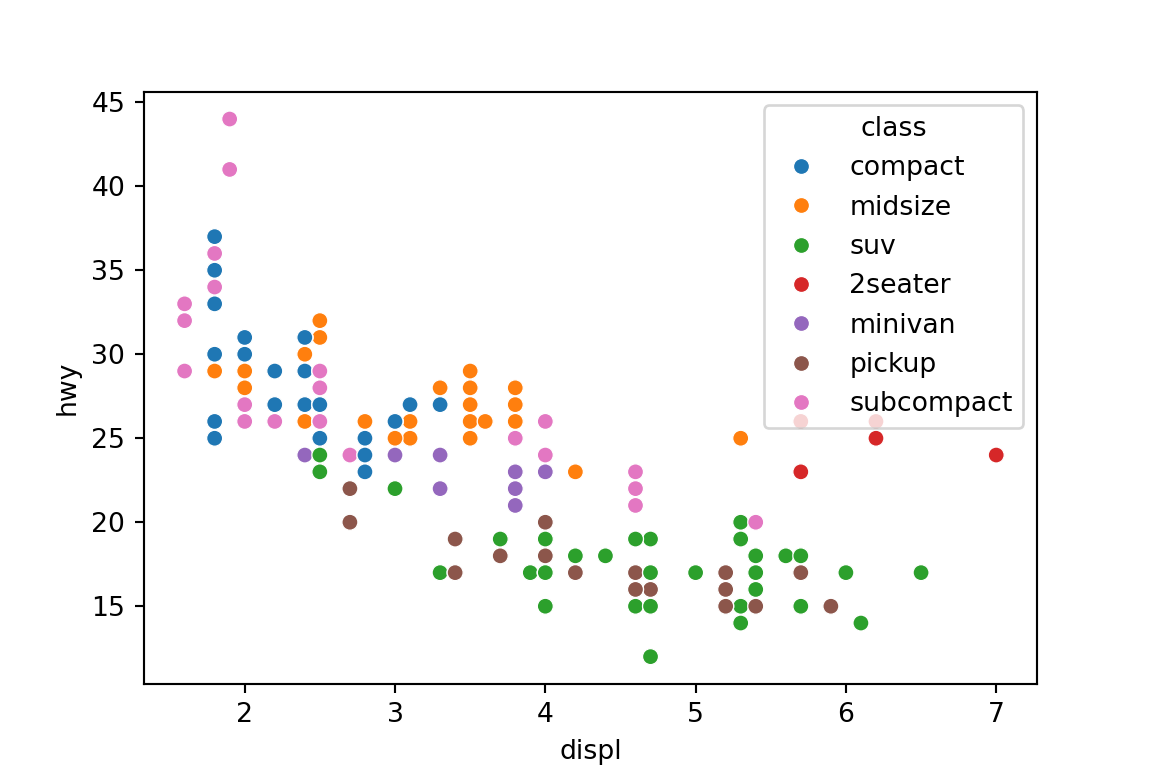 45
40
35
30
25
20
15
hwy
class
compact
midsize
suv
2seater
minivan
pickup
subcompact
2 3 4 5 6 7
displ